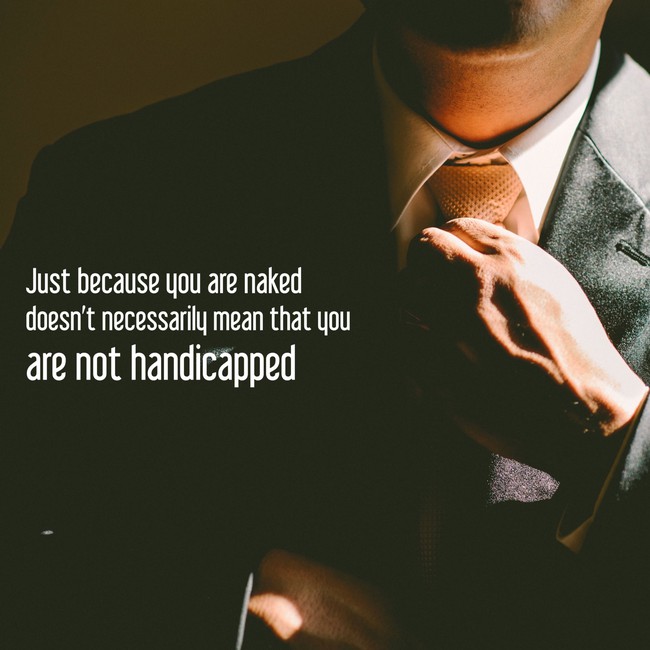 Just because you are naked
doesn't necessarily mean that you
are not handicapped